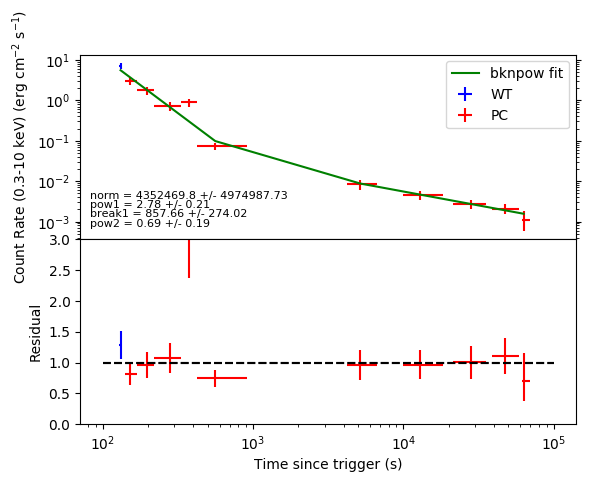 Count Rate (0.3-10 keV) (erg cm⁻² s⁻¹)
10¹
10⁰
10⁻¹
10⁻²
10⁻³
bknpow fit
WT
PC
norm = 4352469.8 +/- 4974987.73
pow1 = 2.78 +/- 0.21
break1 = 857.66 +/- 274.02
pow2 = 0.69 +/- 0.19
Residual
3.0
2.5
2.0
1.5
1.0
0.5
0.0
10² 10³ 10⁴ 10⁵
Time since trigger (s)